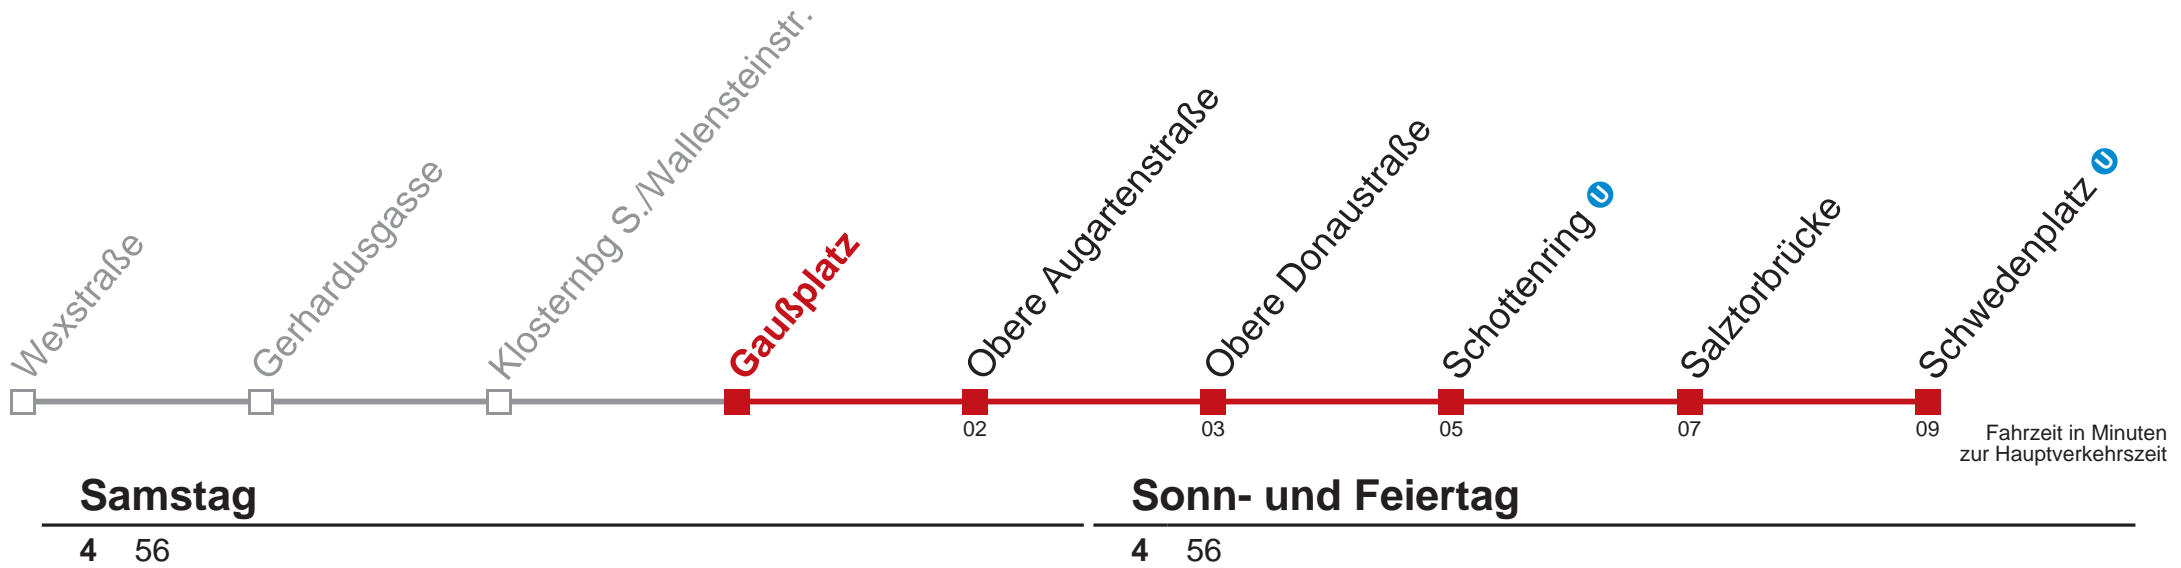 Wexstraße
Gerhardusgasse
Klosternbg S./Wallensteinstr.
Gaußplatz
Obere Augartenstraße
Obere Donaustraße
Schottenring U
Salztorbrücke
Schwedenplatz U
02 03 05 07 09
Fahrzeit in Minuten
zur Hauptverkehrszeit
Samstag
4 56
Sonn- und Feiertag
4 56